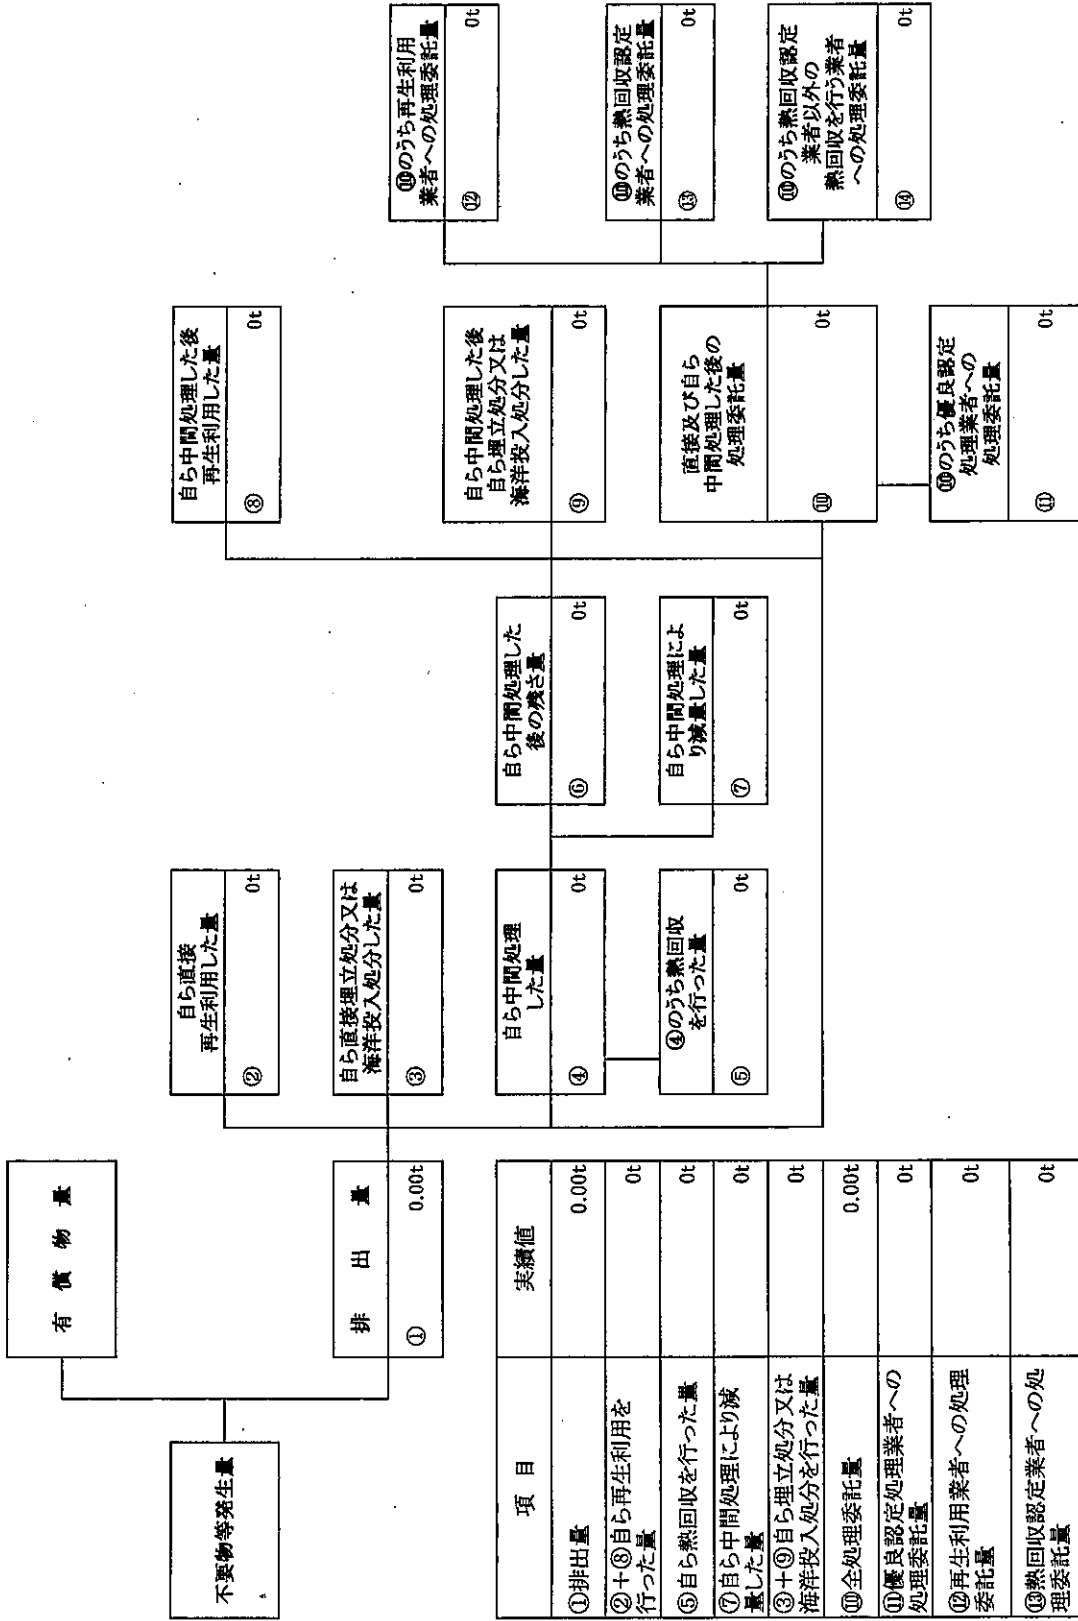 不要物等発生量
有 償 物 量
排 出 量
① 0.00t
自ら直接
再生利用した量
② 0t
自ら直接埋立処分又は
海洋投入処分した量
③ 0t
自ら中間処理
した量
④ 0t
④のうち熱回収
を行った量
⑤ 0t
自ら中間処理した
後の残さ量
⑥ 0t
自ら中間処理によ
り減量した量
⑦ 0t
自ら中間処理した後
再生利用した量
⑧ 0t
自ら中間処理した後
自ら埋立処分又は
海洋投入処分した量
⑨ 0t
直接及び自ら
中間処理した後の
処理委託量
⑩ 0t
⑩のうち優良認定
処理業者への
処理委託量
⑪ 0t
⑩のうち再生利用
業者への処理委託量
⑫ 0t
⑩のうち熱回収認定
業者への処理委託量
⑬ 0t
⑩のうち熱回収認定
業者以外の
熱回収を行う業者
への処理委託量
⑭ 0t
項 目 実績値
①排出量 0.00t
②+⑧自ら再生利用を
行った量 0t
⑤自ら熱回収を行った量 0t
⑦自ら中間処理により減
量した量 0t
③+⑨自ら埋立処分又は
海洋投入処分を行った量 0t
⑩全処理委託量 0.00t
⑪優良認定処理業者への
処理委託量 0t
⑫再生利用業者への処理
委託量 0t
⑬熱回収認定業者への処
理委託量 0t